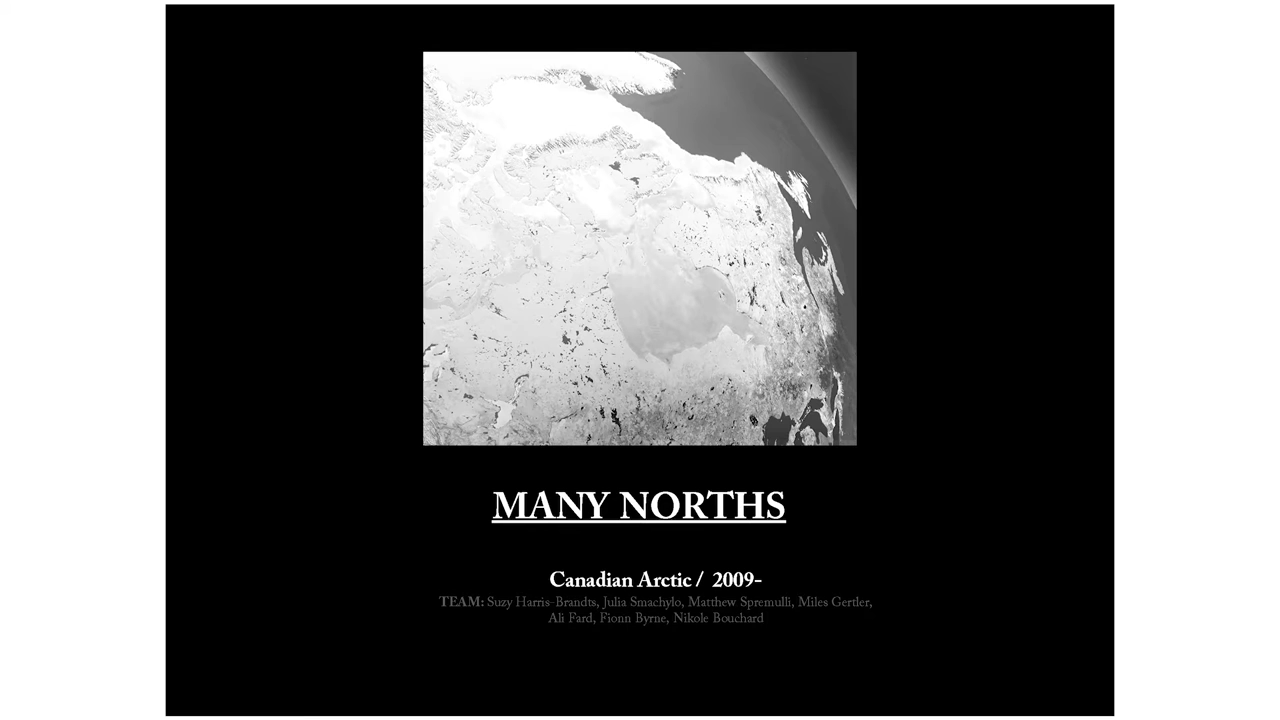 MANY NORTHS
Canadian Arctic / 2009-
TEAM: Suzy Harris-Brandts, Julia Smachylo, Matthew Spremulli, Miles Gertler,
Ali Fard, Fionn Byrne, Nikole Bouchard